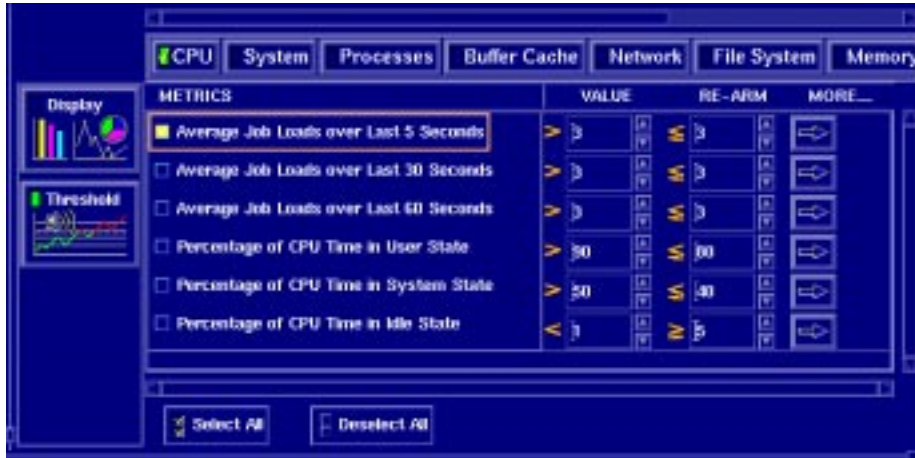 CPU System Processes Buffer Cache Network File System Memory
Display
Threshold
METRICS VALUE RE-ARM MORE...
Average Job Loads over Last 5 Seconds > 3 ≤ 3
Average Job Loads over Last 30 Seconds > 3 ≤ 3
Average Job Loads over Last 60 Seconds > 3 ≤ 3
Percentage of CPU Time in User State > 90 ≤ 80
Percentage of CPU Time in System State > 50 ≤ 40
Percentage of CPU Time in Idle State < 1 ≥ 5
Select All Deselect All